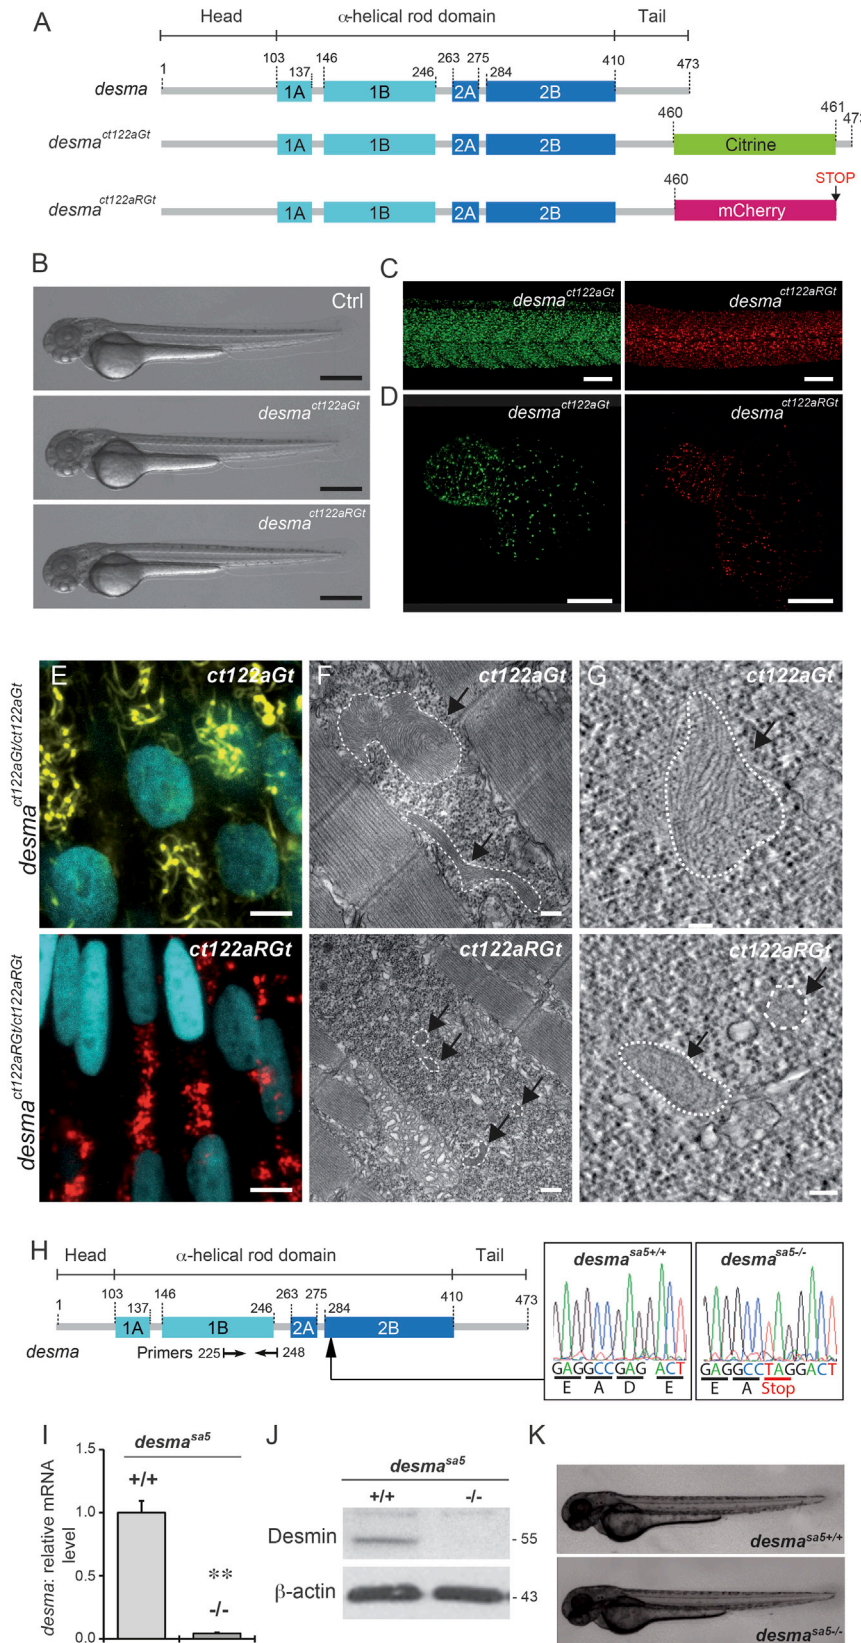 A
Head α-helical rod domain Tail
1 103 137 146 246 263 275 284 410 473
desma 1A 1B 2A 2B
460 461 473
desma ct122aGt 1A 1B 2A 2B Citrine
460 STOP
desma ct122aRGt 1A 1B 2A 2B mCherry
B
Ctrl
desma ct122aGt
desma ct122aRGt
C
desma ct122aGt desma ct122aRGt
D
desma ct122aGt desma ct122aRGt
desma ct122aGt/ct122aGt
E ct122aGt F ct122aGt G ct122aGt
desma ct122aRGt/ct122aRGt
ct122aRGt ct122aRGt
H
Head α-helical rod domain Tail
1 103 137 146 246 263 275 284 410 473
1A 1B 2A 2B
desma Primers 225 248
desma sa5+/+
GAGGCCGAG ACT
E A D E
desma sa5-/-
GAGGCCTAGGACT
E A Stop
I
desma sa5
desma: relative mRNA level
1.5
1.0
0.5
0.0
+/+
**
-/-
J
desma sa5
+/+ -/-
Desmin - 55
β-actin - 43
K
desma sa5+/+
desma sa5-/-